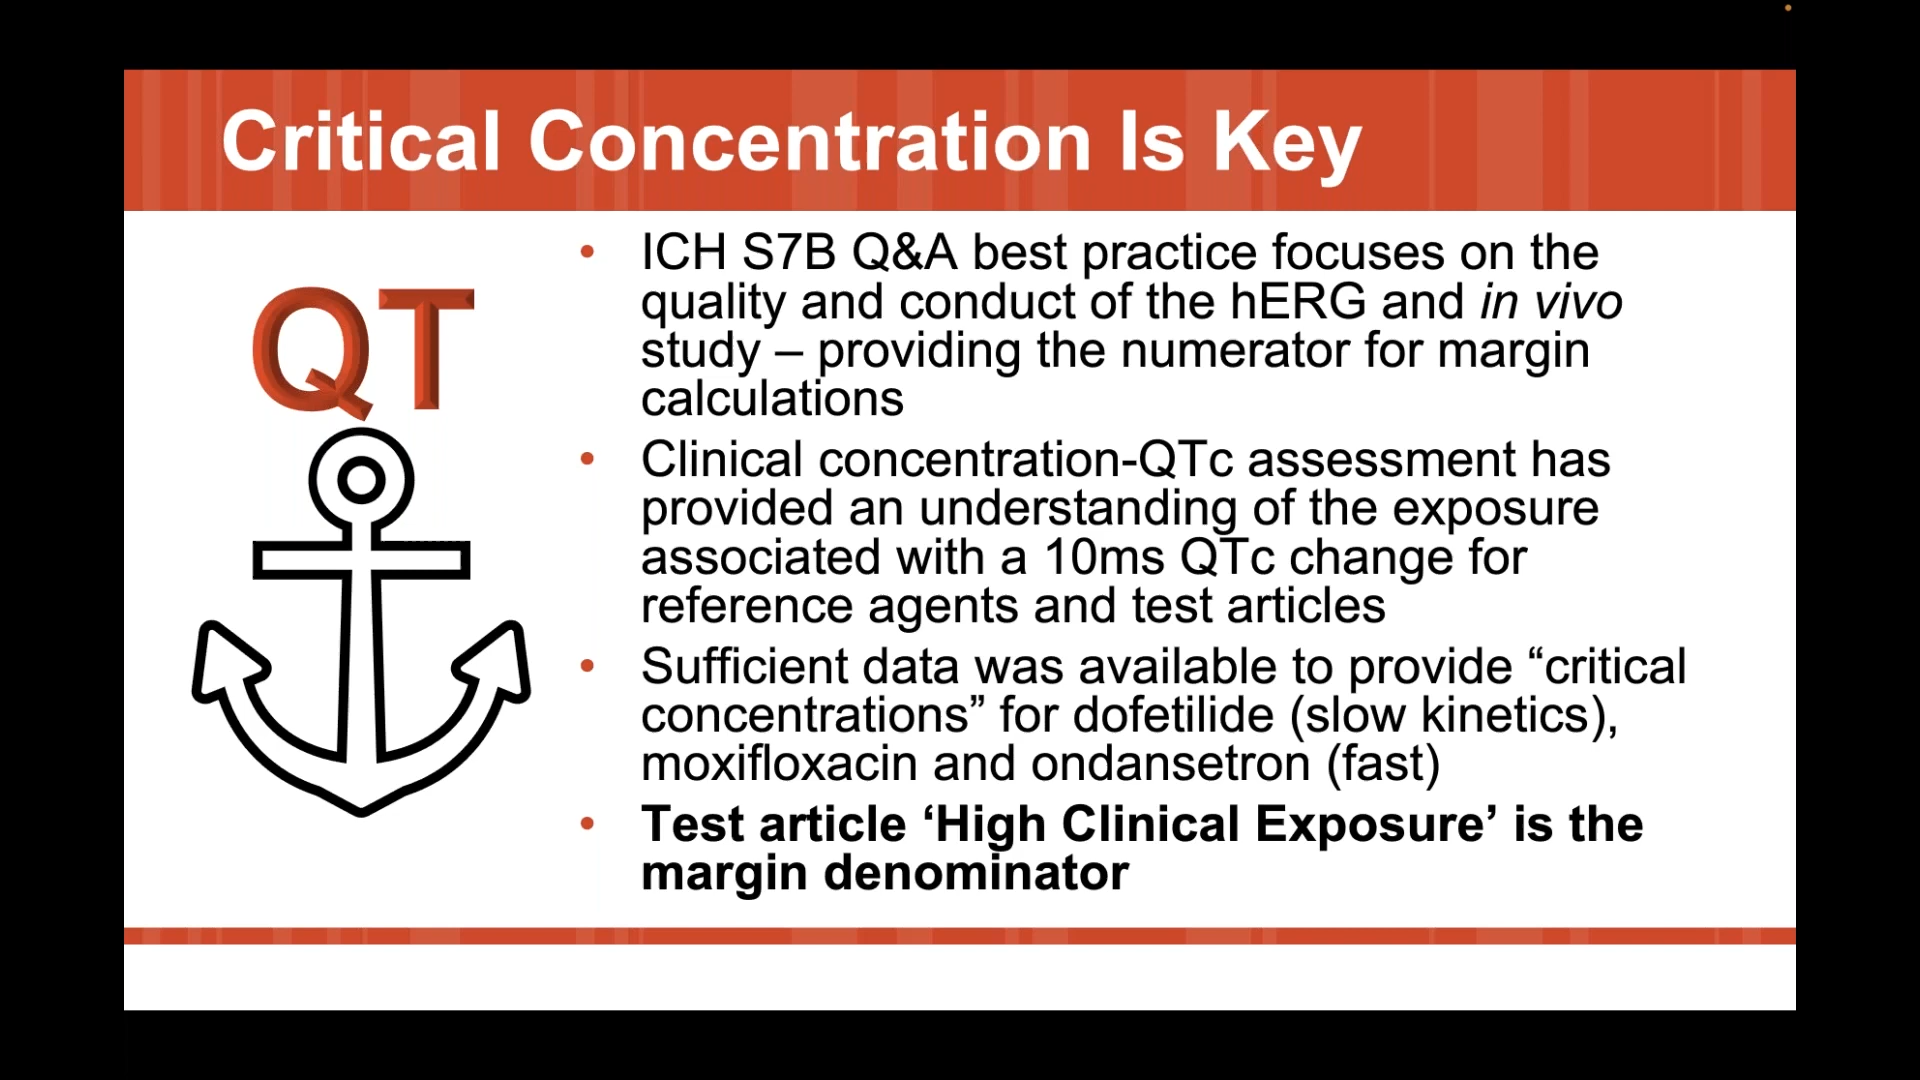 Critical Concentration Is Key
QT
• ICH S7B Q&A best practice focuses on the
quality and conduct of the hERG and in vivo
study – providing the numerator for margin
calculations
• Clinical concentration-QTc assessment has
provided an understanding of the exposure
associated with a 10ms QTc change for
reference agents and test articles
• Sufficient data was available to provide “critical
concentrations” for dofetilide (slow kinetics),
moxifloxacin and ondansetron (fast)
• Test article ‘High Clinical Exposure’ is the
margin denominator